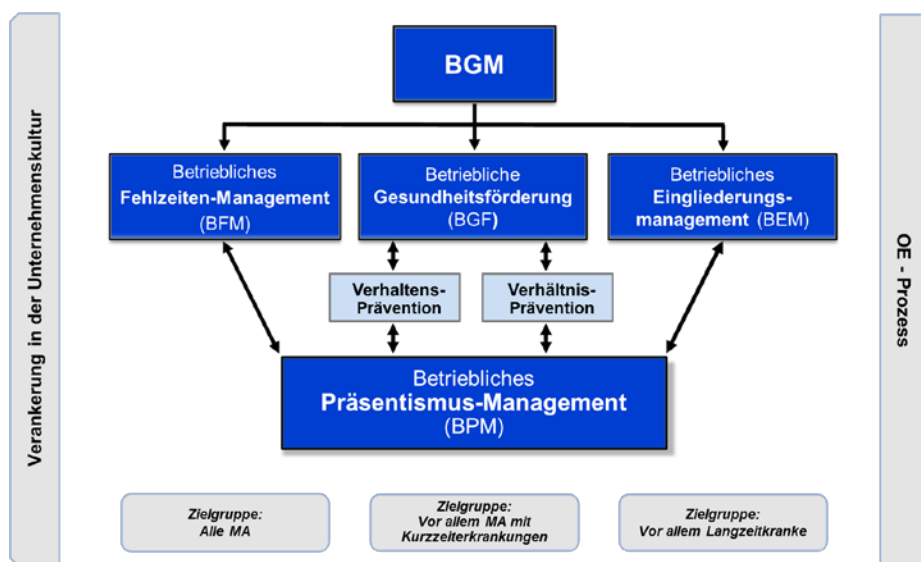 Verankerung in der Unternehmenskultur
BGM
Betriebliches
Fehlzeiten-Management
(BFM)
Betriebliche
Gesundheitsförderung
(BGF)
Betriebliches
Eingliederungs-
management (BEM)
Verhaltens-
Prävention
Verhältnis-
Prävention
Betriebliches
Präsentismus-Management
(BPM)
Zielgruppe:
Alle MA
Zielgruppe:
Vor allem MA mit
Kurzzeiterkrankungen
Zielgruppe:
Vor allem Langzeitkranke
OE - Prozess